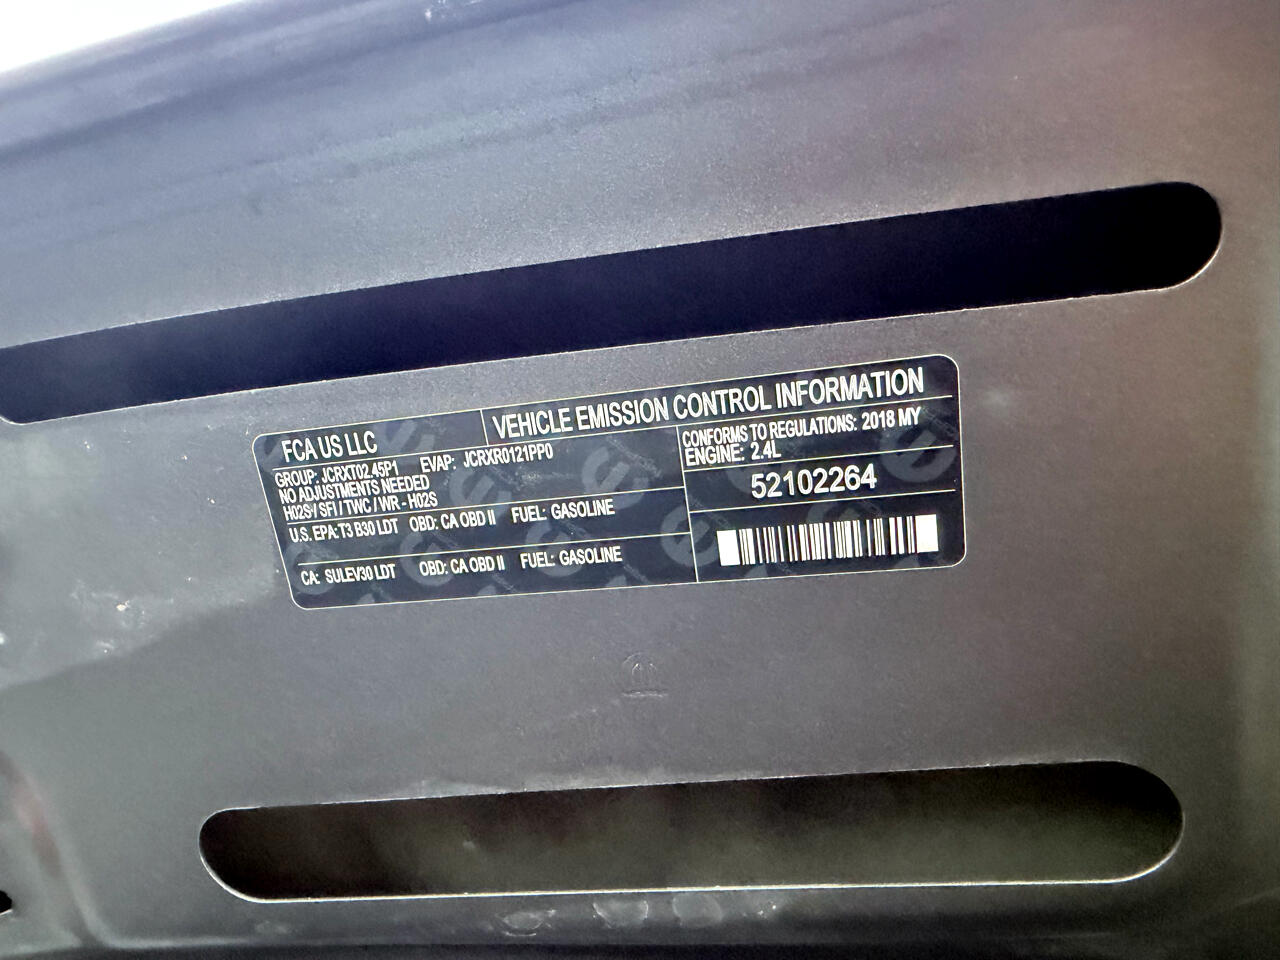 FCA US LLC
VEHICLE EMISSION CONTROL INFORMATION
GROUP: JCRXT02.45P1 EVAP: JCRXR0121PP0
NO ADJUSTMENTS NEEDED
H02S / SFI / TWC / WR - H02S
U.S. EPA: T3 B30 LDT OBD: CA OBD II FUEL: GASOLINE
CA: SULEV30 LDT OBD: CA OBD II FUEL: GASOLINE
CONFORMS TO REGULATIONS: 2018 MY
ENGINE: 2.4L
52102264